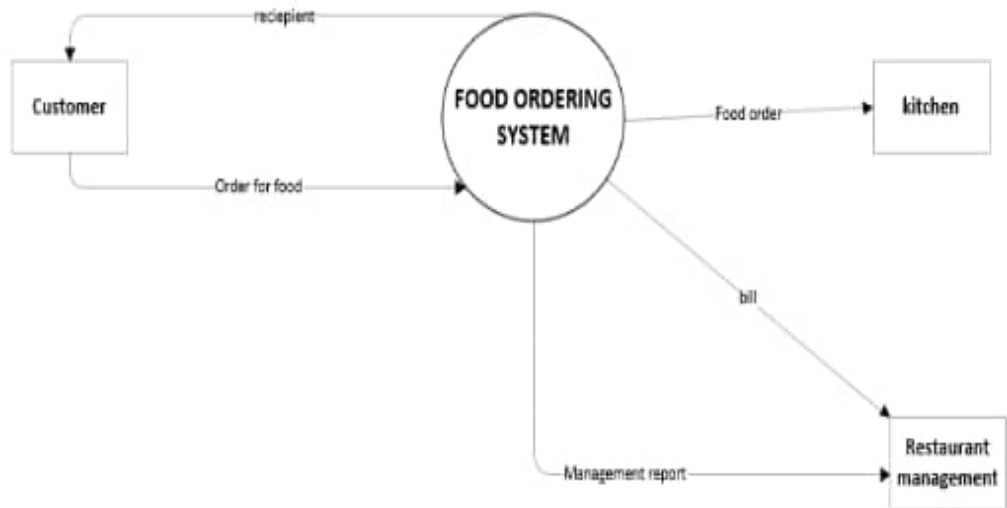 reciepient
Customer
FOOD ORDERING
SYSTEM
Food order
kitchen
Order for food
bill
Restaurant
management
Management report